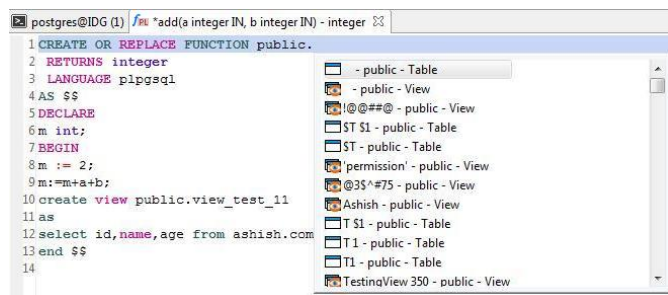 postgres@IDG (1) fPL *add(a integer IN, b integer IN) - integer
1 CREATE OR REPLACE FUNCTION public.
2 RETURNS integer
3 LANGUAGE plpgsql
4 AS $$
5 DECLARE
6 m int;
7 BEGIN
8 m := 2;
9 m:=m+a+b;
10 create view public.view_test_11
11 as
12 select id,name,age from ashish.com
13 end $$
14
- public - Table
- public - View
!@@##@ - public - View
$T $1 - public - Table
$T - public - Table
'permission' - public - View
@3$^#75 - public - View
Ashish - public - View
T $1 - public - Table
T 1 - public - Table
T1 - public - Table
TestingView 350 - public - View